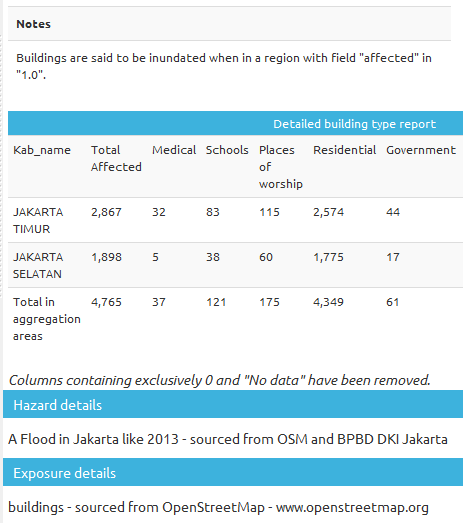 Notes
Buildings are said to be inundated when in a region with field "affected" in
"1.0".
Detailed building type report
Kab_name Total Affected Medical Schools Places of worship Residential Government
JAKARTA TIMUR 2,867 32 83 115 2,574 44
JAKARTA SELATAN 1,898 5 38 60 1,775 17
Total in aggregation areas 4,765 37 121 175 4,349 61
Columns containing exclusively 0 and "No data" have been removed.
Hazard details
A Flood in Jakarta like 2013 - sourced from OSM and BPBD DKI Jakarta
Exposure details
buildings - sourced from OpenStreetMap - www.openstreetmap.org